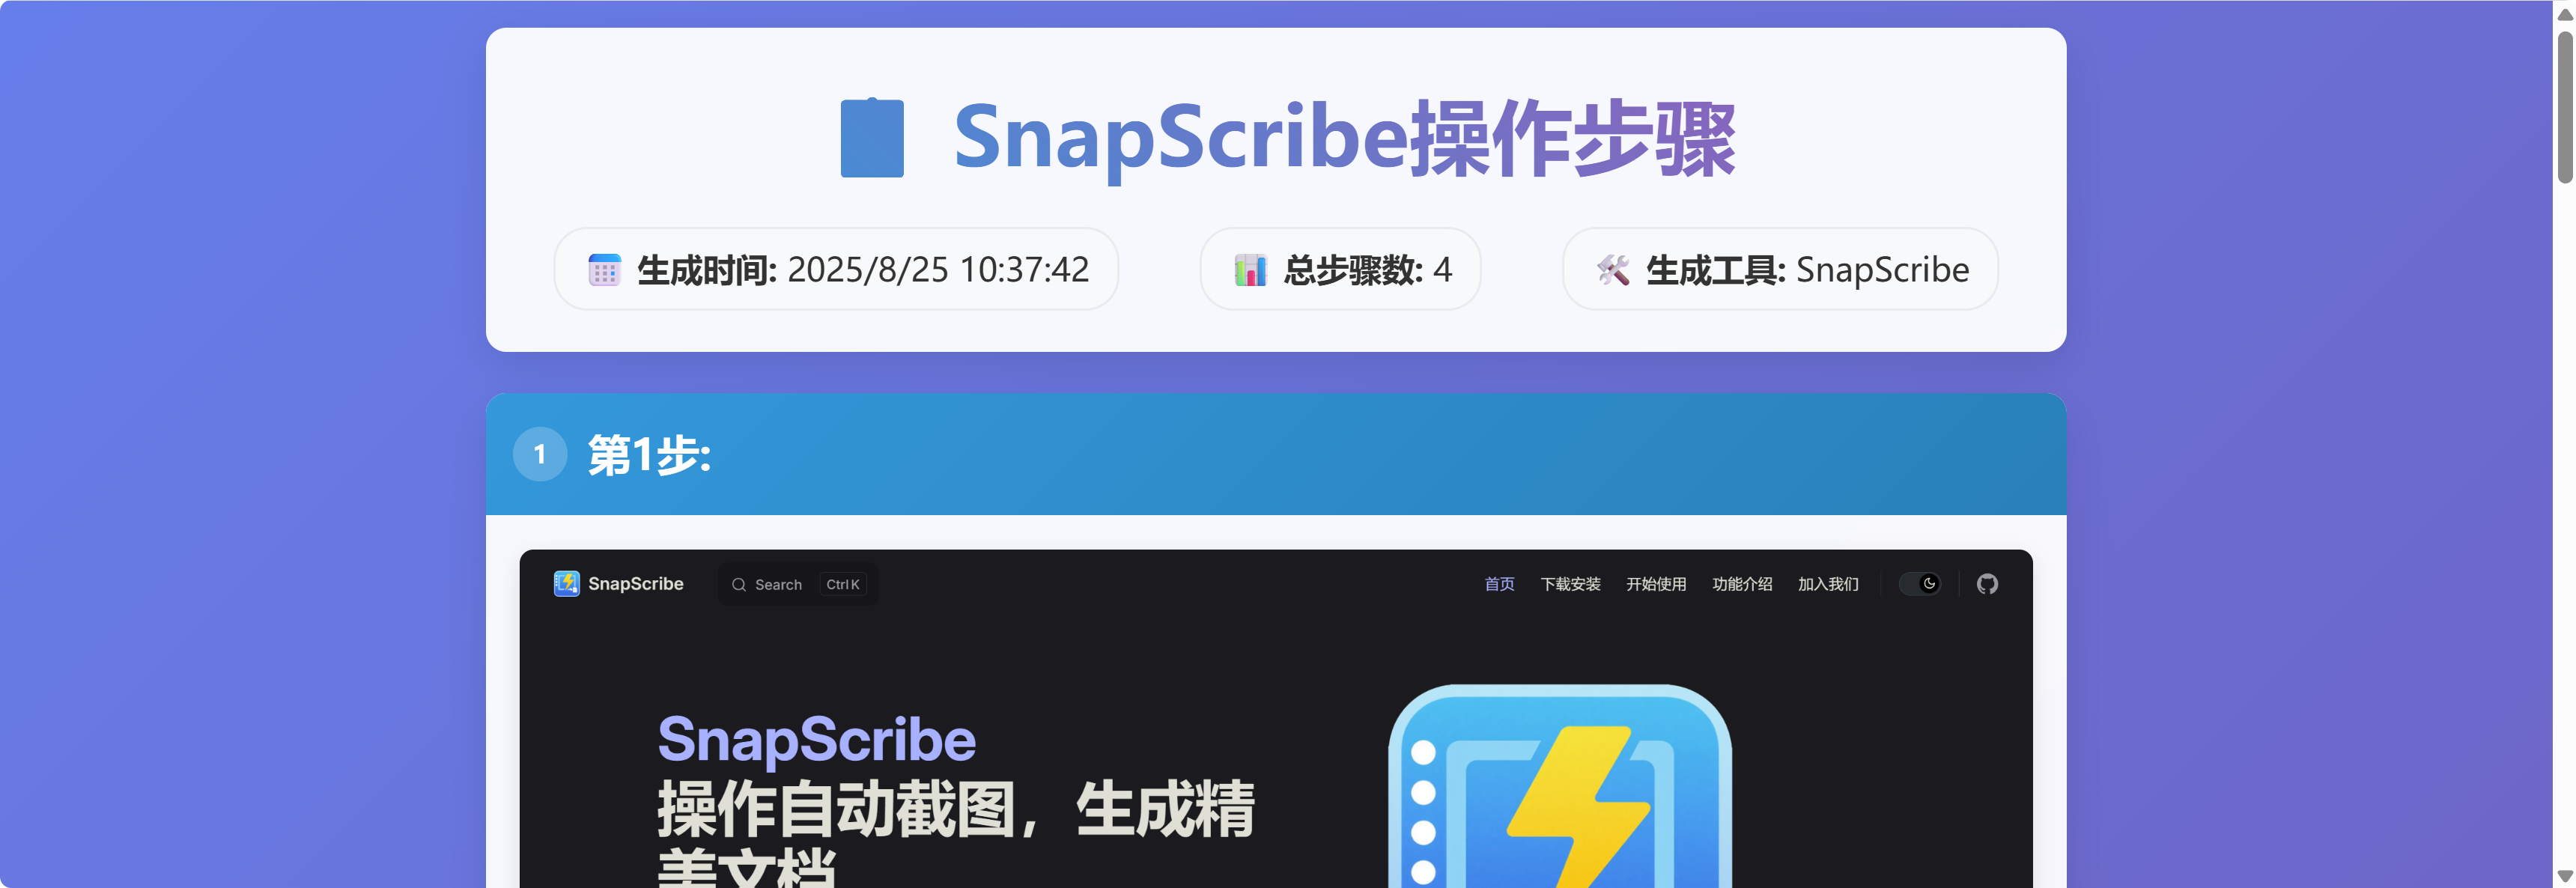 SnapScribe操作步骤
生成时间: 2025/8/25 10:37:42
总步骤数: 4
生成工具: SnapScribe
1 第1步:
SnapScribe Search Ctrl K 首页 下载安装 开始使用 功能介绍 加入我们
SnapScribe
操作自动截图，生成精
美文档